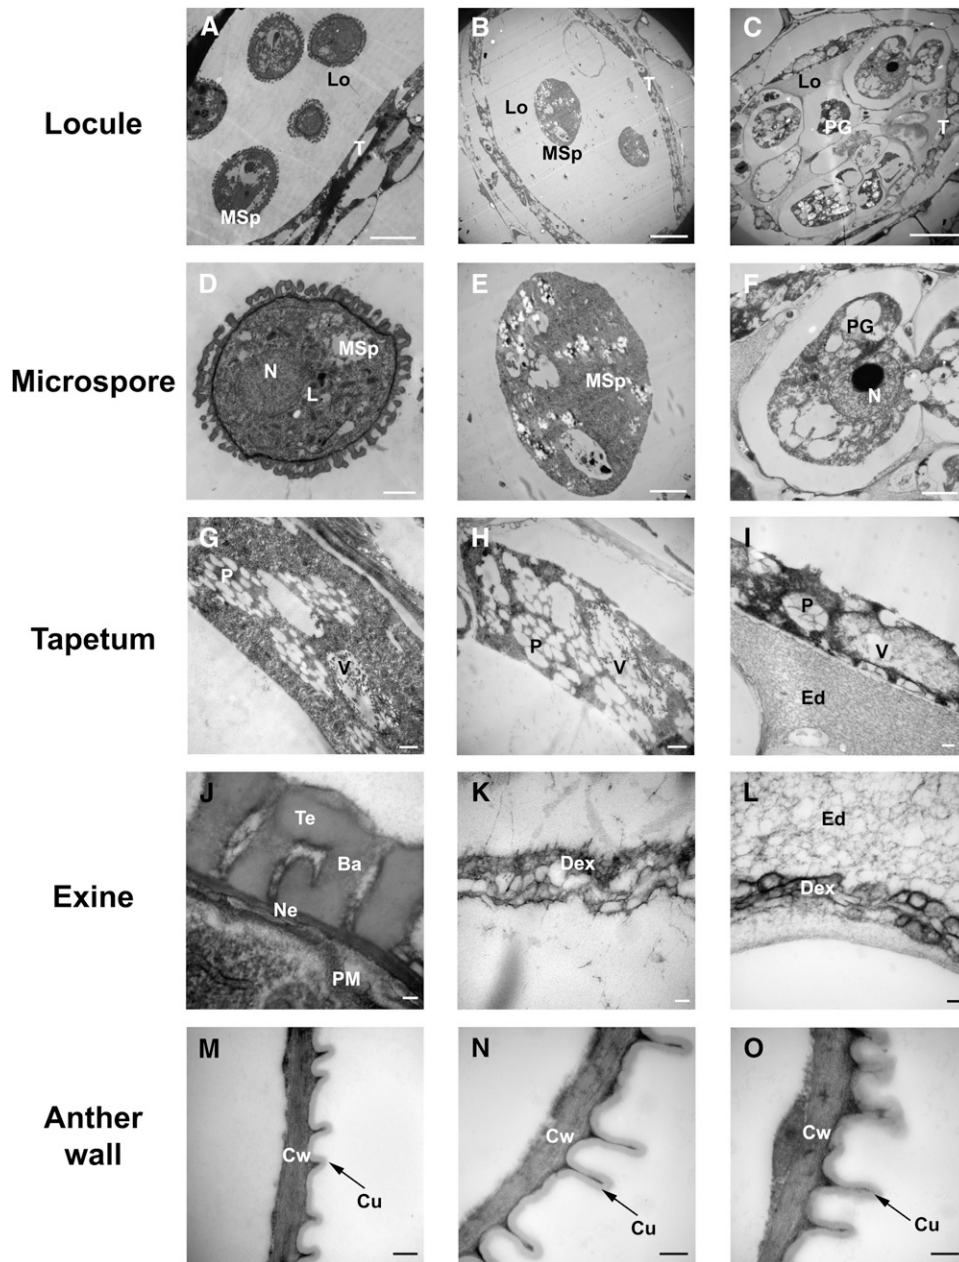 Locule
A
Lo
T
MSp
B
Lo
T
MSp
C
Lo
PG
T
Microspore
D
MSp
N
L
E
MSp
F
PG
N
Tapetum
G
P
V
H
P
V
I
P
V
Ed
Exine
J
Te
Ba
Ne
PM
K
Dex
L
Ed
Dex
Anther
wall
M
Cw
Cu
N
Cw
Cu
O
Cw
Cu